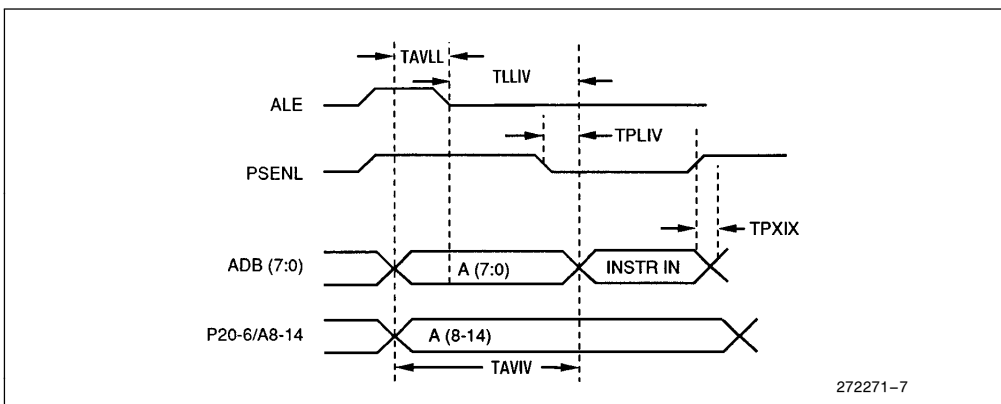 TAVLL
TLLIV
ALE
TPLIV
PSENL
TPXIX
ADB (7:0)
A (7:0)
INSTR IN
P20-6/A8-14
A (8-14)
TAVIV
272271–7